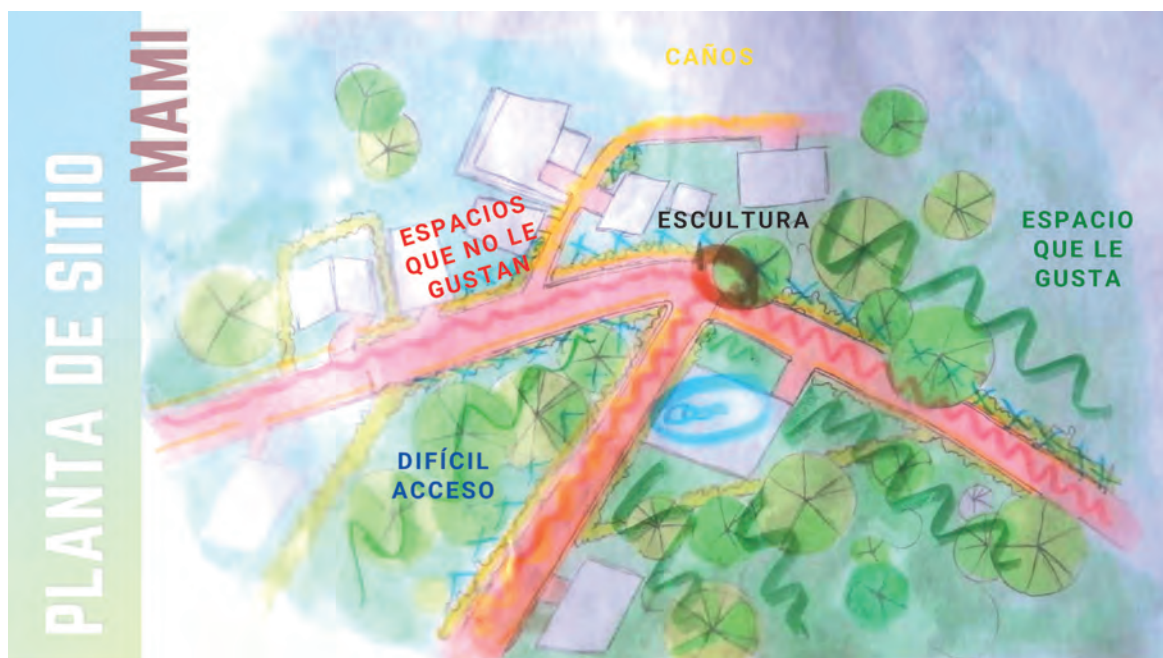 PLANTA DE SITIO
MAMI
CAÑOS
ESPACIOS
QUE NO LE
GUSTAN
ESCULTURA
ESPACIO
QUE LE
GUSTA
DIFÍCIL
ACCESO